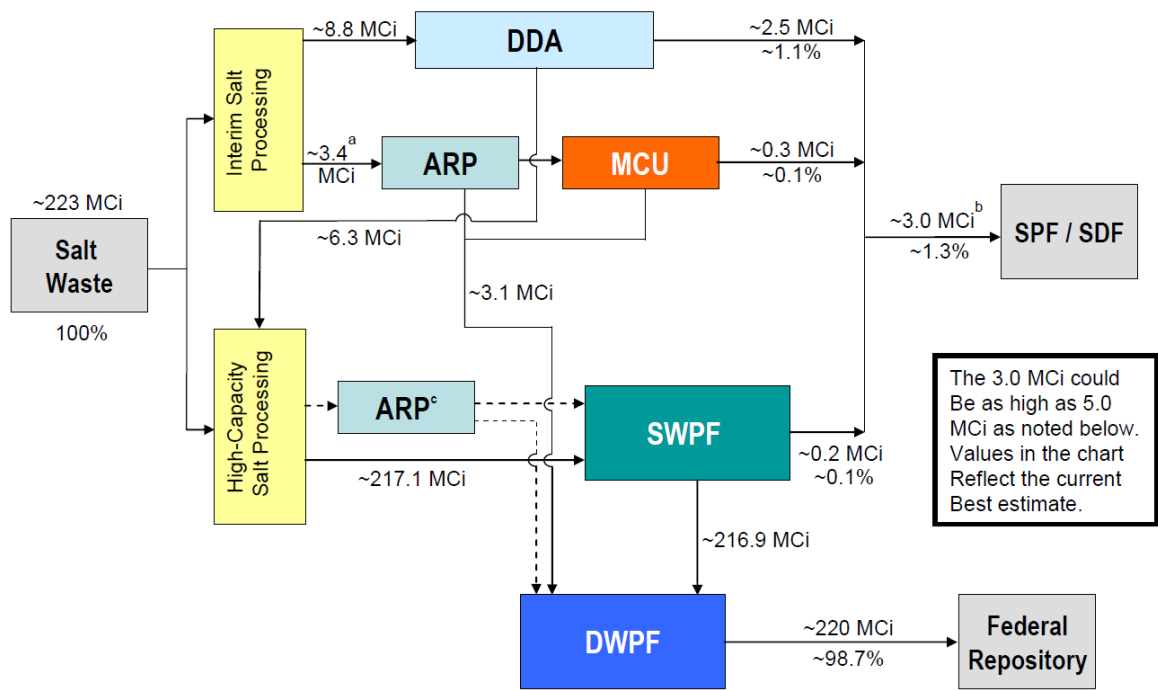 ~8.8 MCi
DDA
~2.5 MCi
~1.1%
Interim Salt
Processing
~3.4a
MCi
ARP
MCU
~0.3 MCi
~0.1%
~223 MCi
Salt
Waste
100%
~6.3 MCi
~3.0 MCib
~1.3%
SPF / SDF
~3.1 MCi
High-Capacity
Salt Processing
ARPc
SWPF
~217.1 MCi
~0.2 MCi
~0.1%
The 3.0 MCi could
Be as high as 5.0
MCi as noted below.
Values in the chart
Reflect the current
Best estimate.
~216.9 MCi
DWPF
~220 MCi
~98.7%
Federal
Repository